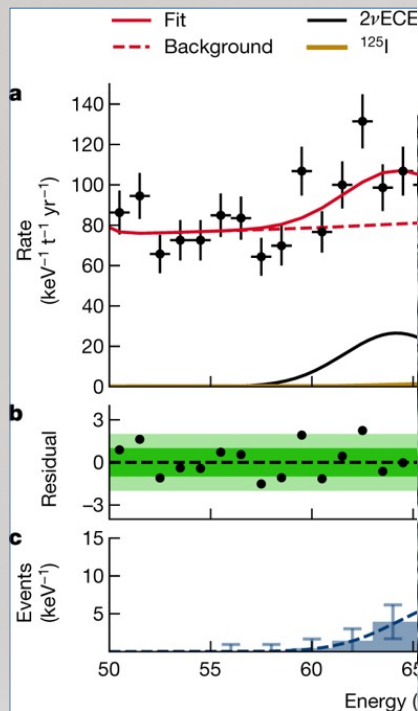 Fit
2νECE
Background
¹²⁵I
a
140
120
100
80
60
40
20
0
Rate
(keV⁻¹ t⁻¹ yr⁻¹)
b
3
0
−3
Residual
c
15
10
5
Events
(keV⁻¹)
50
55
60
65
Energy (